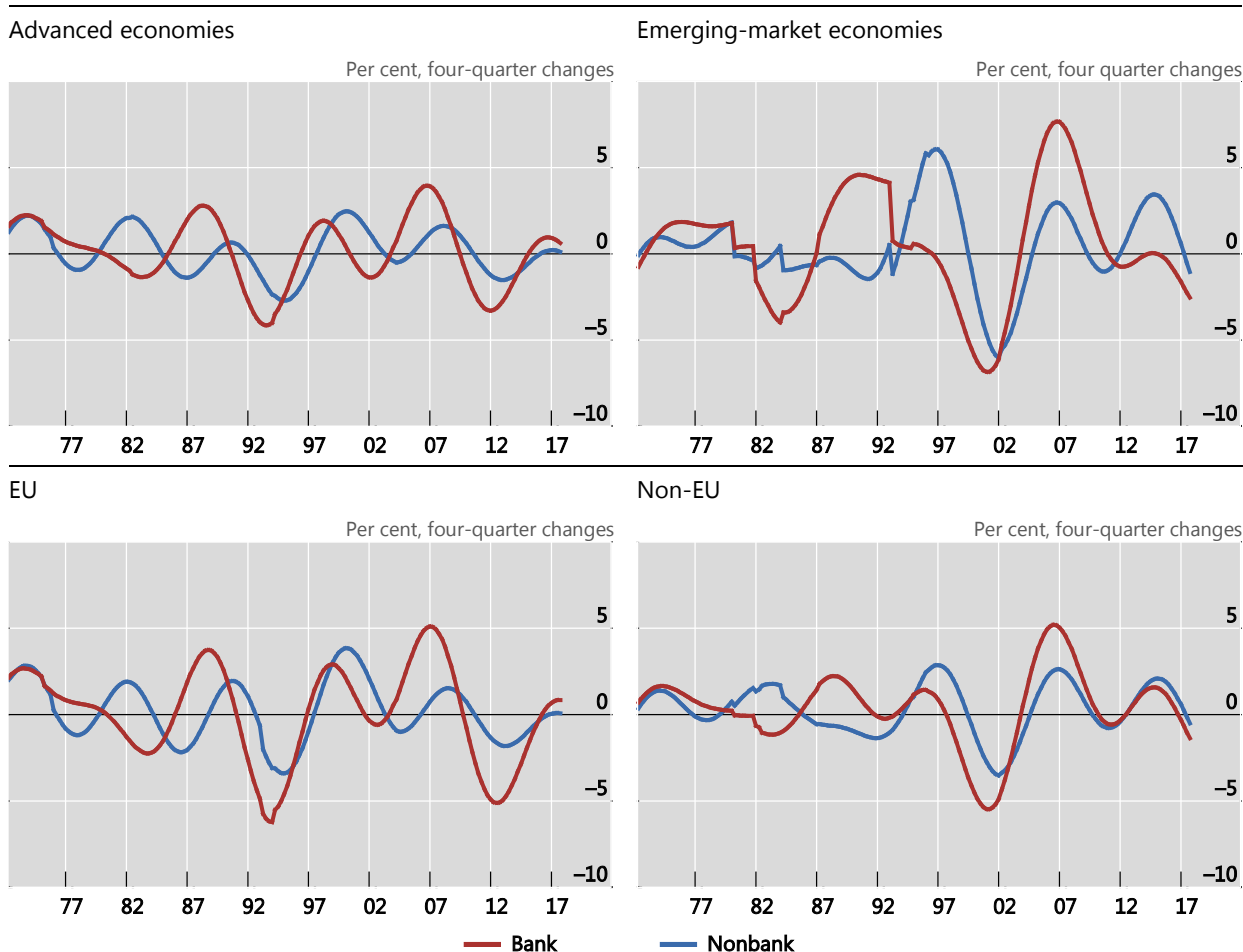 Advanced economies
Per cent, four-quarter changes
5
0
–5
–10
77 82 87 92 97 02 07 12 17
Emerging-market economies
Per cent, four quarter changes
5
0
–5
–10
77 82 87 92 97 02 07 12 17
EU
Per cent, four-quarter changes
5
0
–5
–10
77 82 87 92 97 02 07 12 17
Non-EU
Per cent, four-quarter changes
5
0
–5
–10
77 82 87 92 97 02 07 12 17
Bank Nonbank